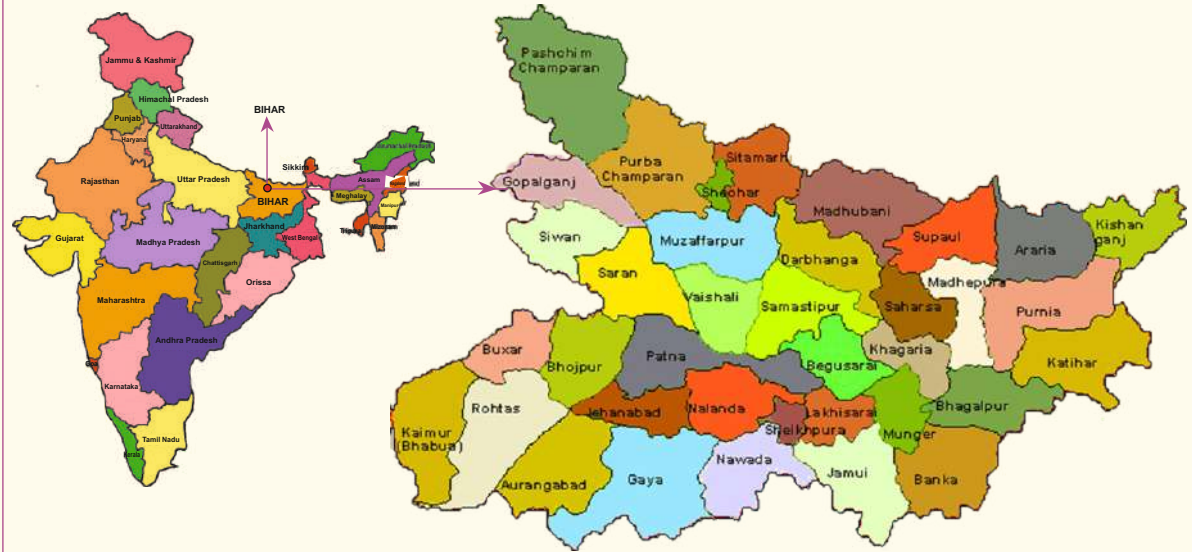 Jammu & Kashmir
Himachal Pradesh
Punjab
Uttarakhand
Haryana
Rajasthan
Uttar Pradesh
BIHAR
BIHAR
Sikkim
Assam
Meghalay
Manipur
Gujarat
Madhya Pradesh
Jharkhand
West Bengal
Chattisgarh
Orissa
Maharashtra
Andhra Pradesh
Karnataka
Tamil Nadu
Kerala
Pashchim
Champaran
Purba
Champaran
Sitamarhi
Sheohar
Gopalganj
Siwan
Muzaffarpur
Madhubani
Supaul
Araria
Kishan
ganj
Saran
Vaishali
Darbhanga
Samastipur
Saharsa
Madhepura
Purnia
Katihar
Buxar
Bhojpur
Patna
Begusarai
Khagaria
Kaimur
(Bhabua)
Rohtas
Jehanabad
Nalanda
Sheikhpura
Lakhisarai
Munger
Bhagalpur
Aurangabad
Gaya
Nawada
Jamui
Banka